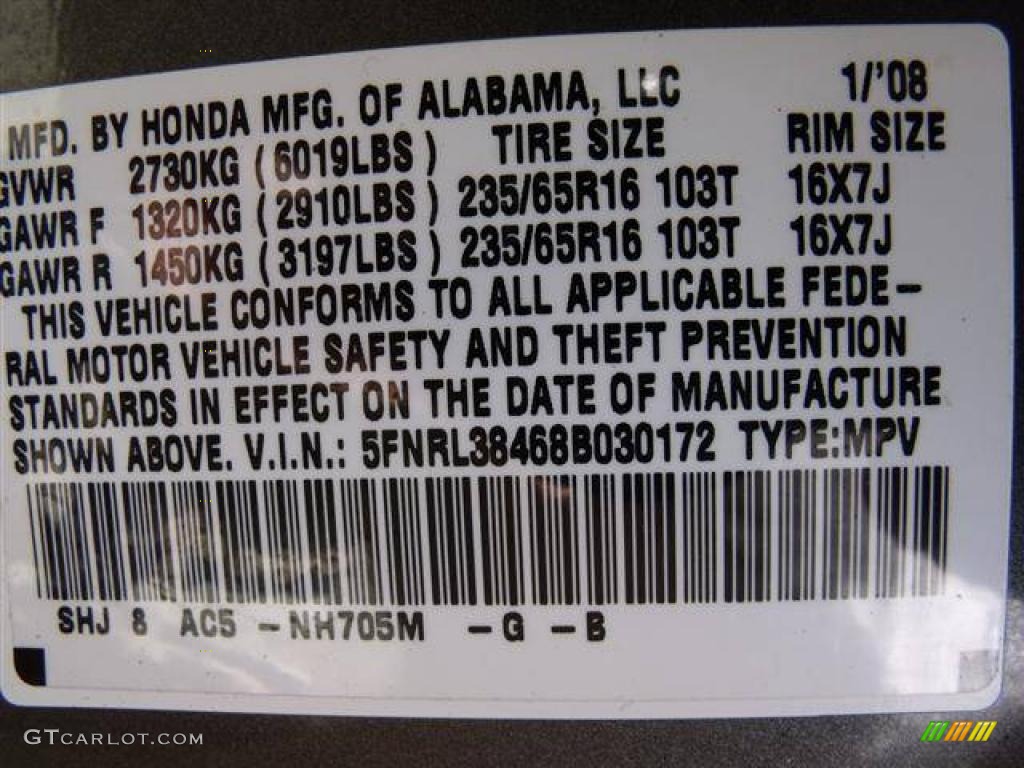 MFD. BY HONDA MFG. OF ALABAMA, LLC 1/'08
GVWR 2730KG (6019LBS) TIRE SIZE RIM SIZE
GAWR F 1320KG (2910LBS) 235/65R16 103T 16X7J
GAWR R 1450KG (3197LBS) 235/65R16 103T 16X7J
THIS VEHICLE CONFORMS TO ALL APPLICABLE FEDE-
RAL MOTOR VEHICLE SAFETY AND THEFT PREVENTION
STANDARDS IN EFFECT ON THE DATE OF MANUFACTURE
SHOWN ABOVE. V.I.N.: 5FNRL38468B030172 TYPE:MPV
SHJ 8 AC5 -NH705M -G -B
GTCARLOT.COM